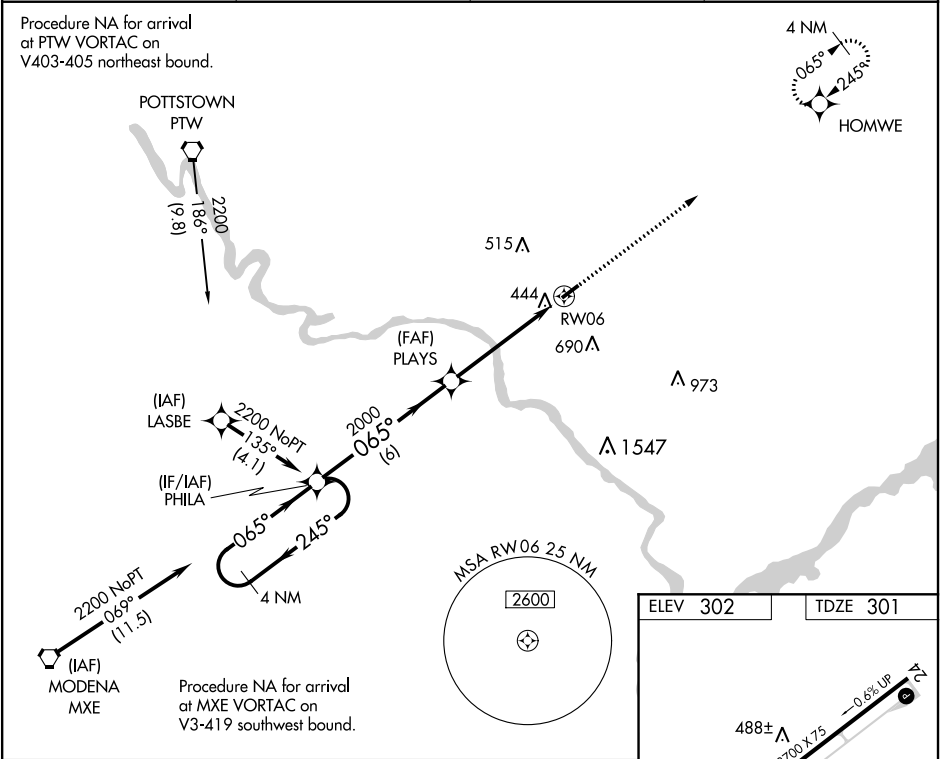 Procedure NA for arrival
at PTW VORTAC on
V403-405 northeast bound.
4 NM
065°
245°
HOMWE
POTTSTOWN
PTW
2200
186°
(9.8)
515
444
RW06
690
(FAF)
PLAYS
973
(IAF)
LASBE
2200 NoPT
135°
(4.1)
2000
065°
(6)
1547
(IF/IAF)
PHILA
065°
245°
4 NM
2200 NoPT
069°
(11.5)
(IAF)
MODENA
MXE
MSA RW06 25 NM
2600
Procedure NA for arrival
at MXE VORTAC on
V3-419 southwest bound.
ELEV 302
TDZE 301
24
P
0.6% UP
488±
700 X 75